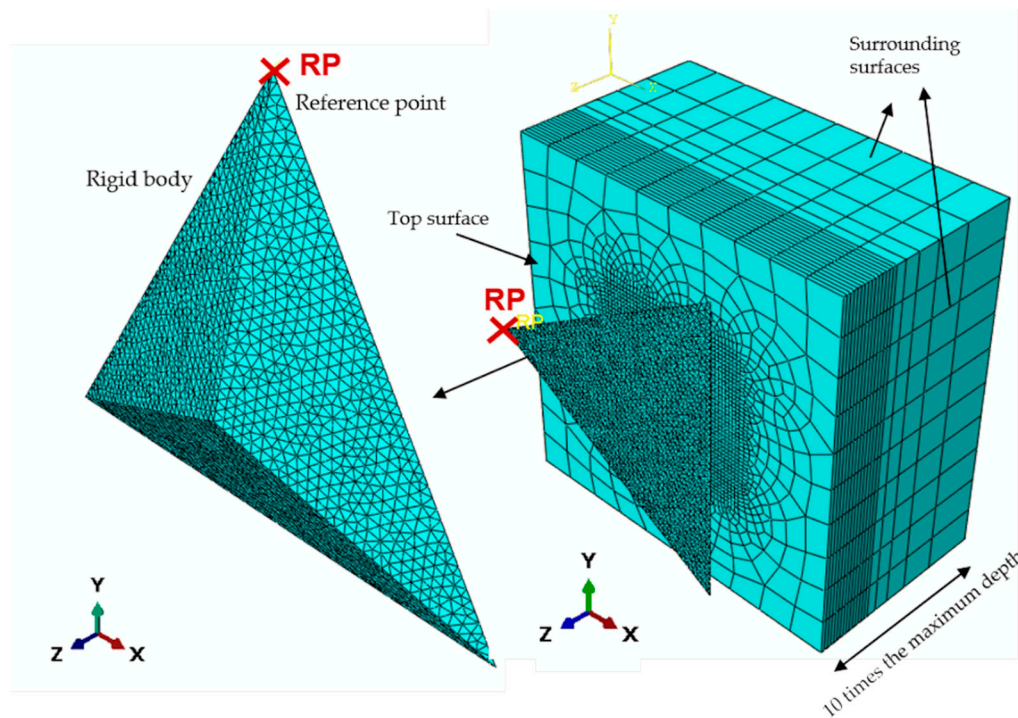 RP
Reference point
Rigid body
Y
Z
X
Y
Z
Surrounding
surfaces
Top surface
RP
RP
Y
Z
X
10 times the maximum depth